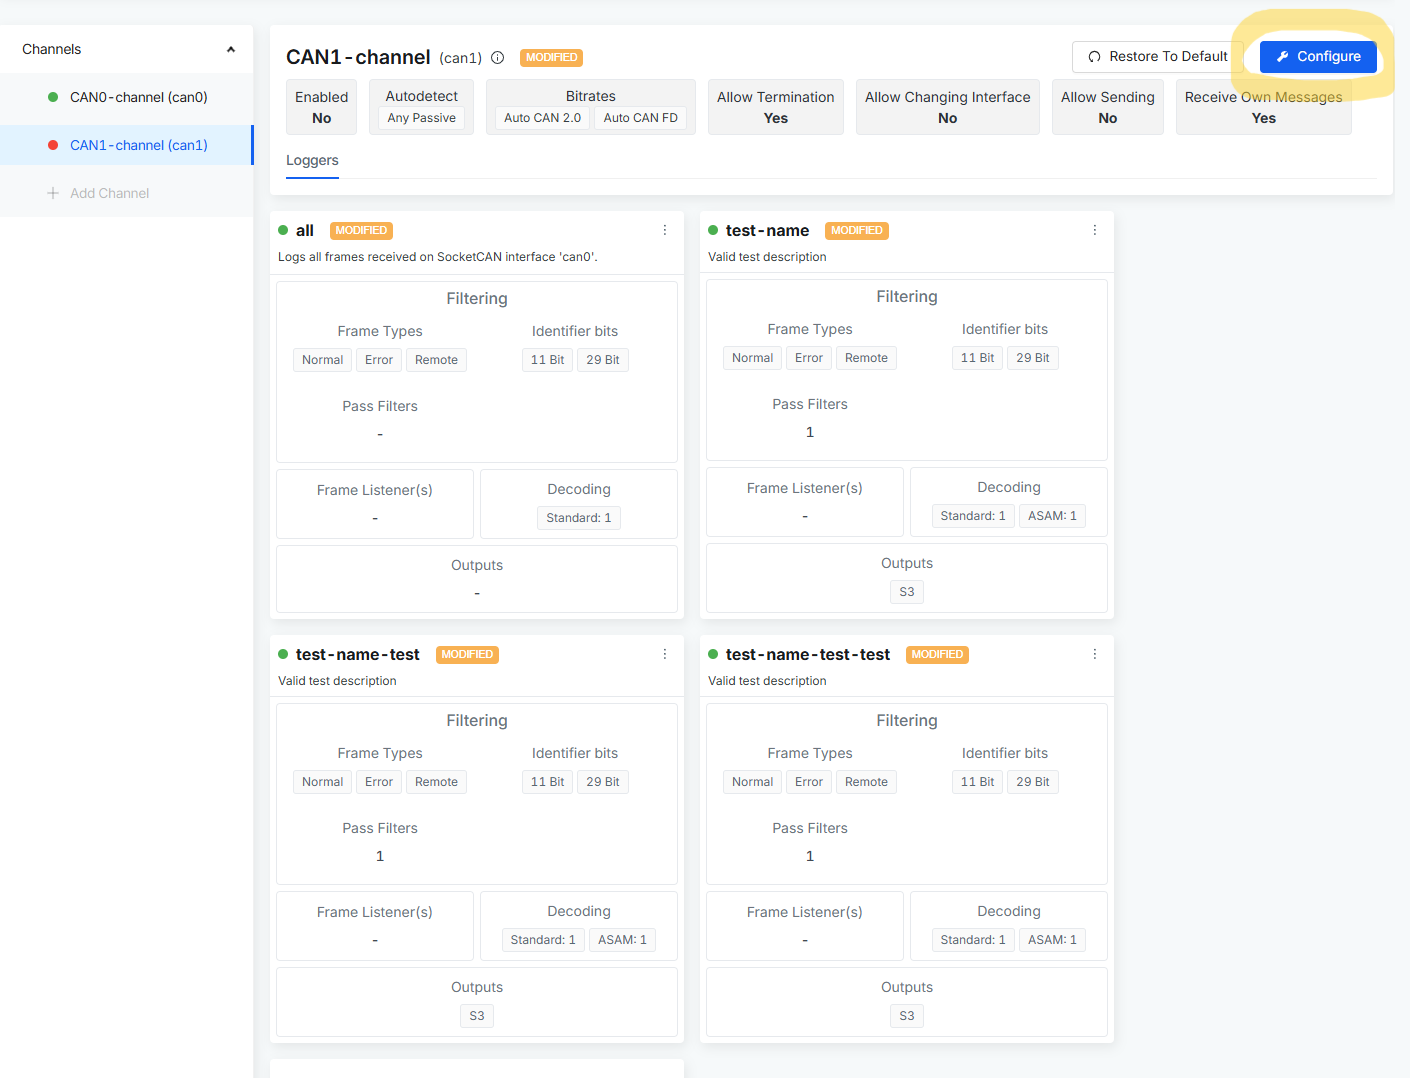 Channels
CAN0-channel (can0)
CAN1-channel (can1)
Add Channel
CAN1-channel (can1) MODIFIED
Restore To Default
Configure
Enabled
No
Autodetect
Any Passive
Bitrates
Auto CAN 2.0 Auto CAN FD
Allow Termination
Yes
Allow Changing Interface
No
Allow Sending
No
Receive Own Messages
Yes
Loggers
all MODIFIED
Logs all frames received on SocketCAN interface 'can0'.
Filtering
Frame Types
Normal Error Remote
Identifier bits
11 Bit 29 Bit
Pass Filters
-
Frame Listener(s)
-
Decoding
Standard: 1
Outputs
-
test-name MODIFIED
Valid test description
Filtering
Frame Types
Normal Error Remote
Identifier bits
11 Bit 29 Bit
Pass Filters
1
Frame Listener(s)
-
Decoding
Standard: 1 ASAM: 1
Outputs
S3
test-name-test MODIFIED
Valid test description
Filtering
Frame Types
Normal Error Remote
Identifier bits
11 Bit 29 Bit
Pass Filters
1
Frame Listener(s)
-
Decoding
Standard: 1 ASAM: 1
Outputs
S3
test-name-test-test MODIFIED
Valid test description
Filtering
Frame Types
Normal Error Remote
Identifier bits
11 Bit 29 Bit
Pass Filters
1
Frame Listener(s)
-
Decoding
Standard: 1 ASAM: 1
Outputs
S3